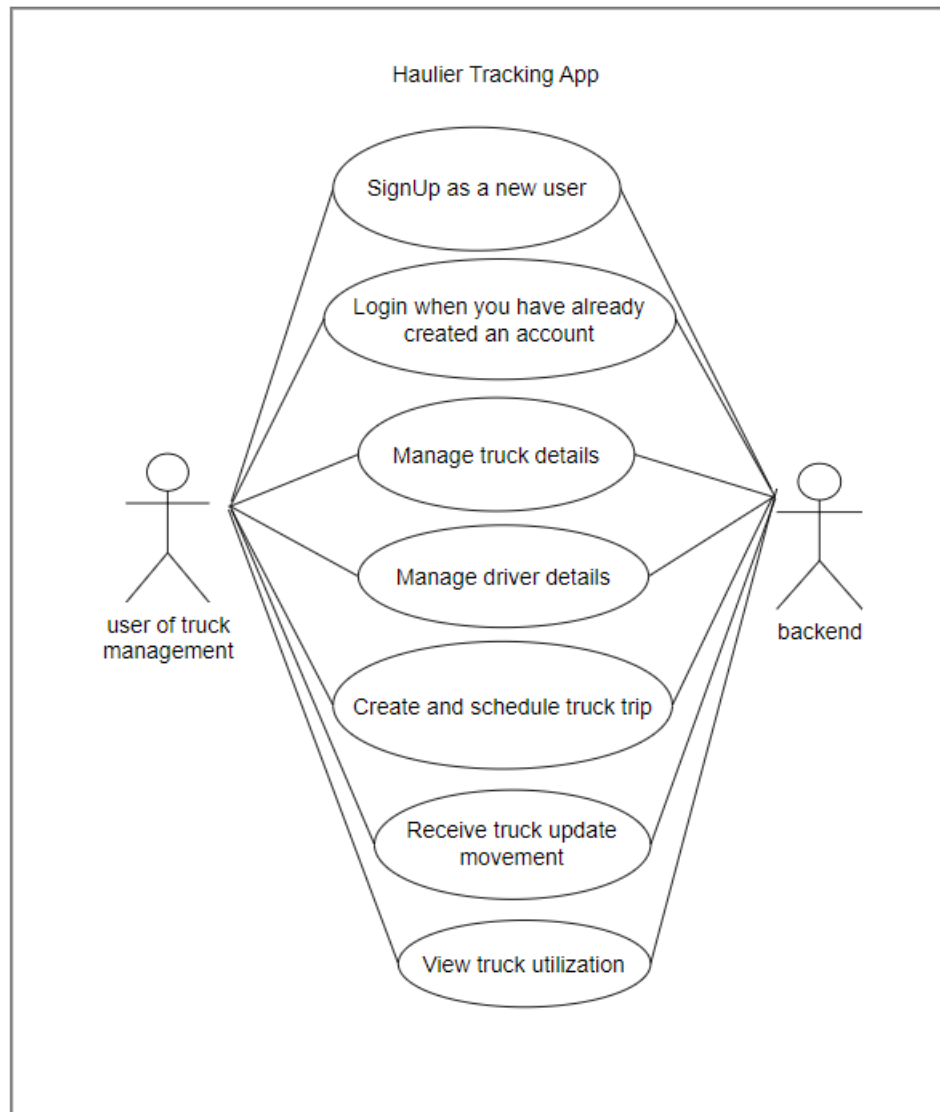 Haulier Tracking App
SignUp as a new user
Login when you have already
created an account
Manage truck details
Manage driver details
user of truck
management
backend
Create and schedule truck trip
Receive truck update
movement
View truck utilization